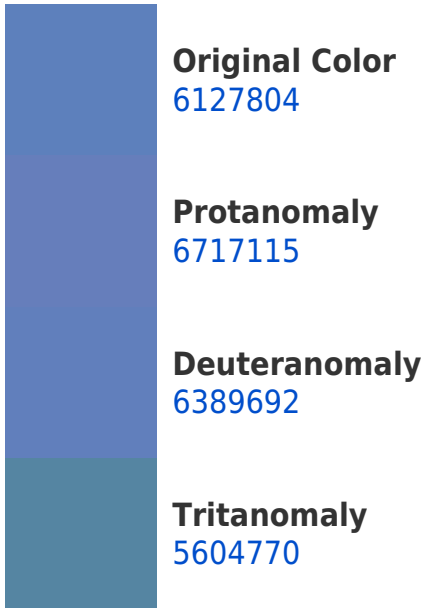 Original Color
6127804
Protanomaly
6717115
Deuteranomaly
6389692
Tritanomaly
5604770